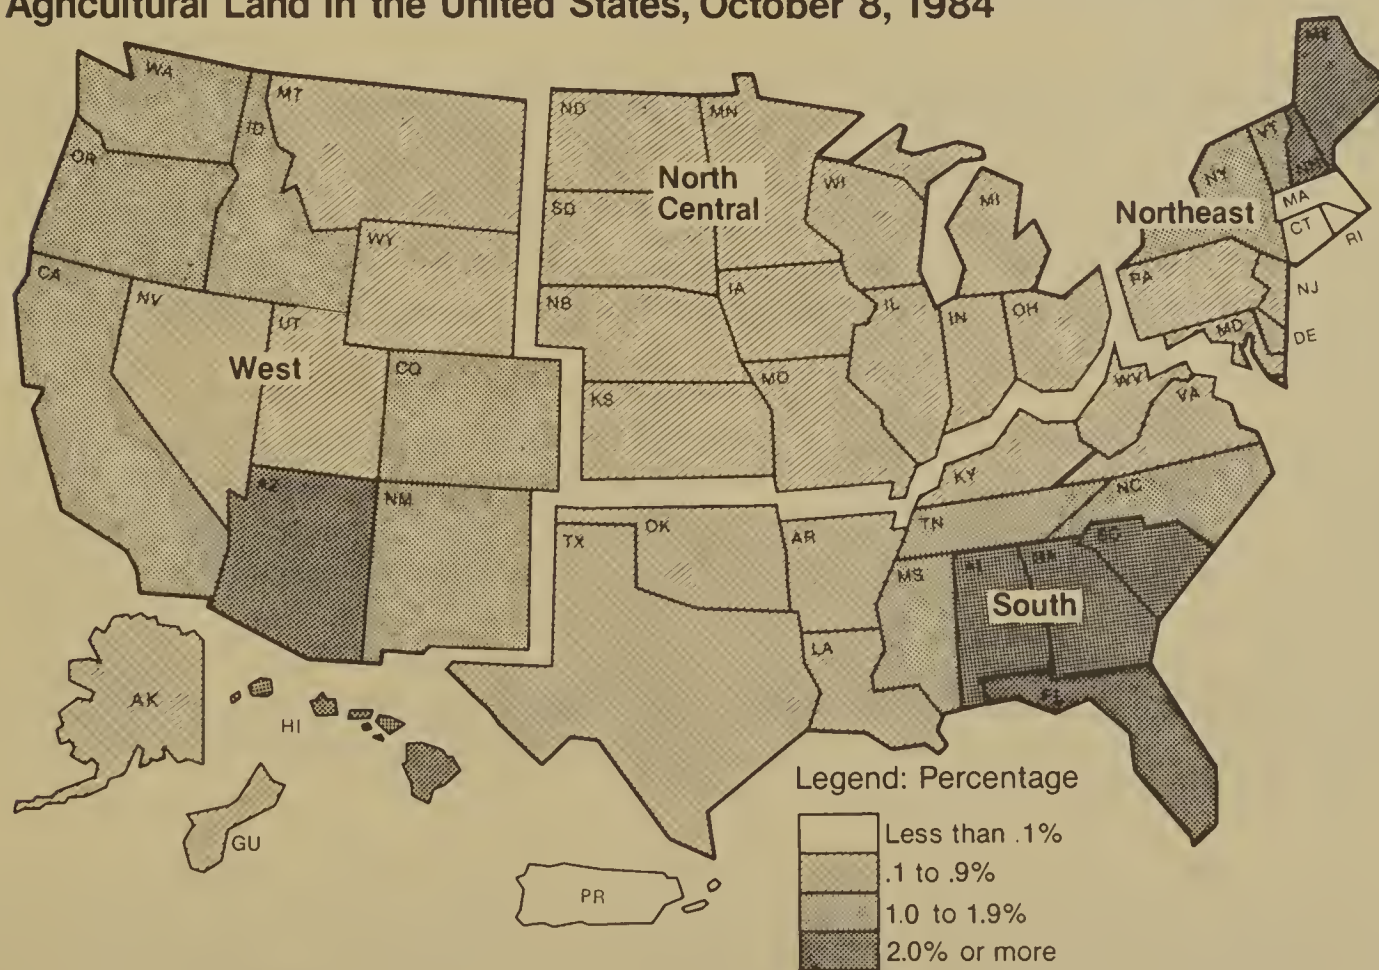 Agricultural Land in the United States, October 8, 1984
WA
MT
ID
OR
WY
CA
NV
UT
West
CO
AZ
NM
ND
MN
SD
North
Central
WI
MI
NB
IA
IL
IN
OH
KS
MO
ME
VT
NH
NY
Northeast
MA
CT
RI
PA
NJ
MD
DE
WV
VA
KY
NC
TN
TX
OK
AR
MS
AL
GA
SC
South
LA
FL
AK
HI
GU
PR
Legend: Percentage
Less than .1%
.1 to .9%
1.0 to 1.9%
2.0% or more